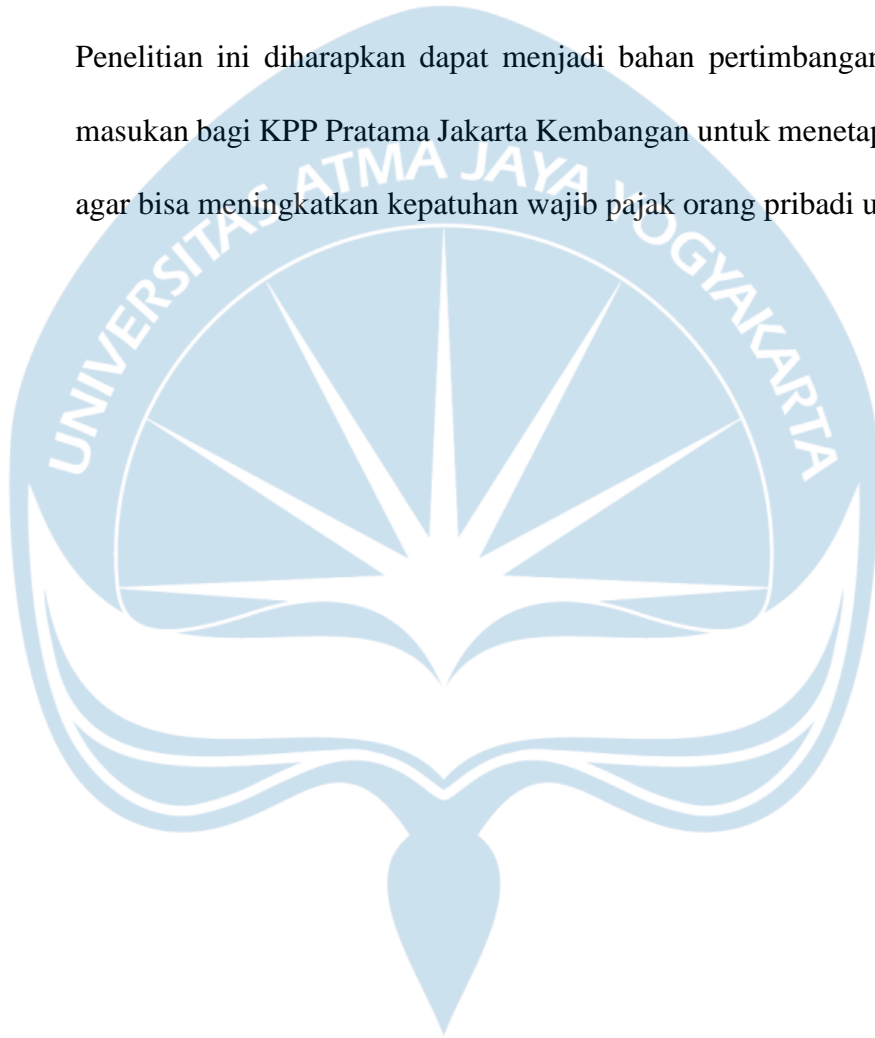 Penelitian ini diharapkan dapat menjadi bahan pertimbangan
masukan bagi KPP Pratama Jakarta Kembangan untuk
agar bisa meningkatkan kepatuhan wajib pajak orang pribadi
UNIVERSITAS ATMA JAYA YOGYAKARTA